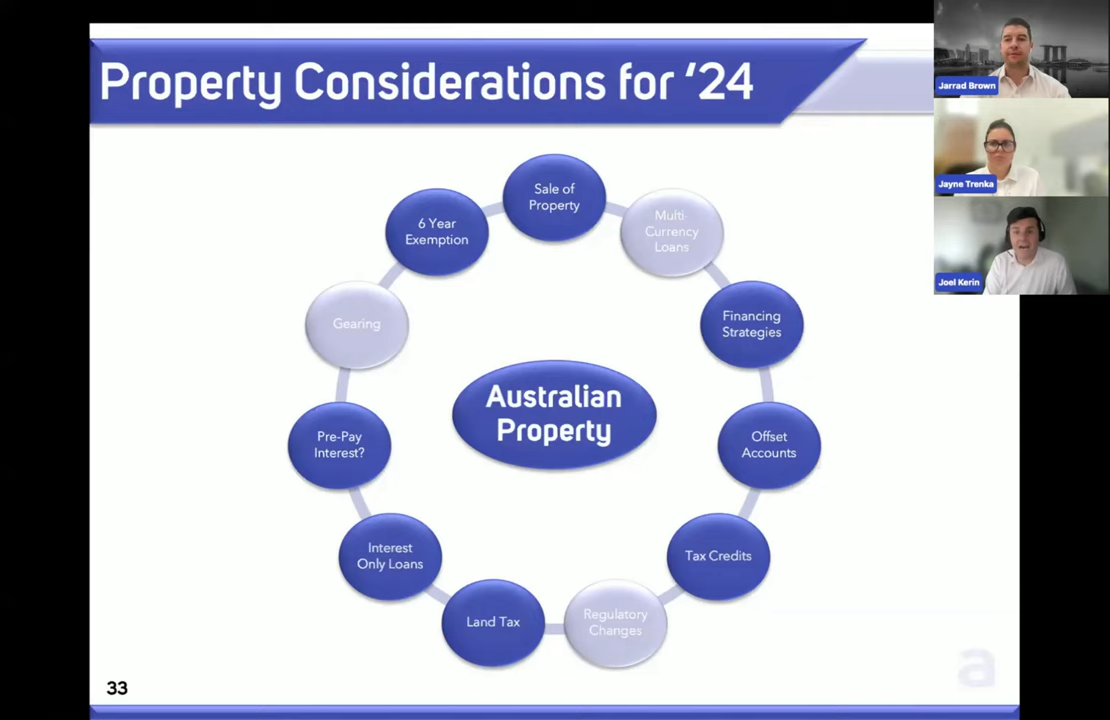 Property Considerations for '24
Jarrad Brown
Jayne Trenka
Joel Kerin
Sale of
Property
Multi-
Currency
Loans
Financing
Strategies
Offset
Accounts
Tax Credits
Regulatory
Changes
Land Tax
Interest
Only Loans
Pre-Pay
Interest?
Gearing
6 Year
Exemption
Australian
Property
33
a